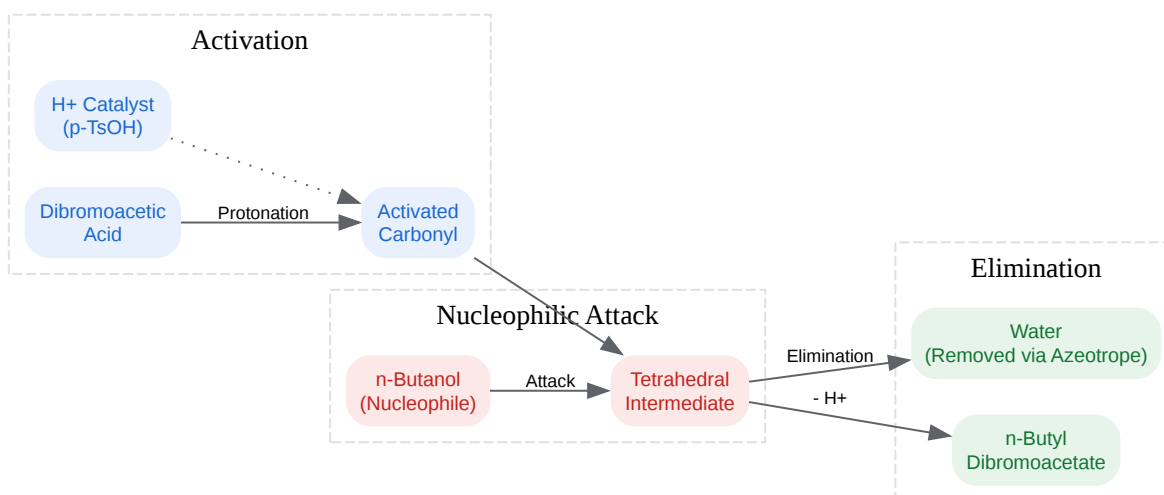 Activation
H+ Catalyst
(p-TsOH)
Dibromoacetic
Acid
Protonation
Activated
Carbonyl
Nucleophilic Attack
n-Butanol
(Nucleophile)
Attack
Tetrahedral
Intermediate
Elimination
Elimination
- H+
Water
(Removed via Azeotrope)
n-Butyl
Dibromoacetate